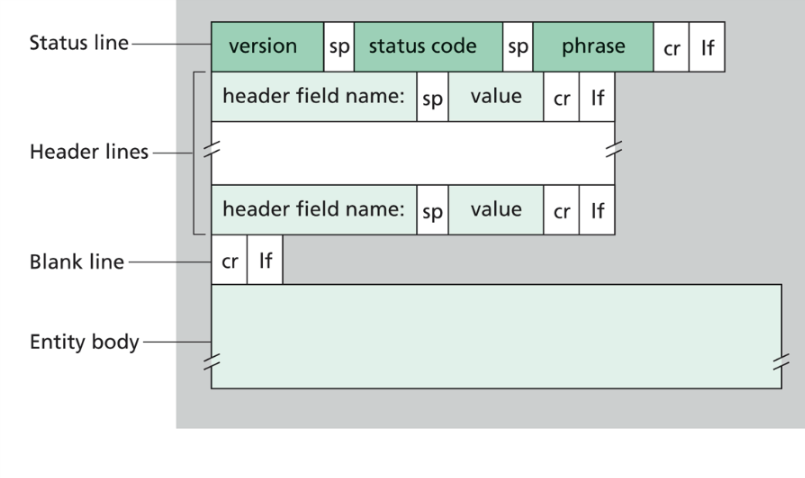 Status line version sp status code sp phrase cr lf
header field name: sp value cr lf
Header lines
header field name: sp value cr lf
Blank line cr lf
Entity body